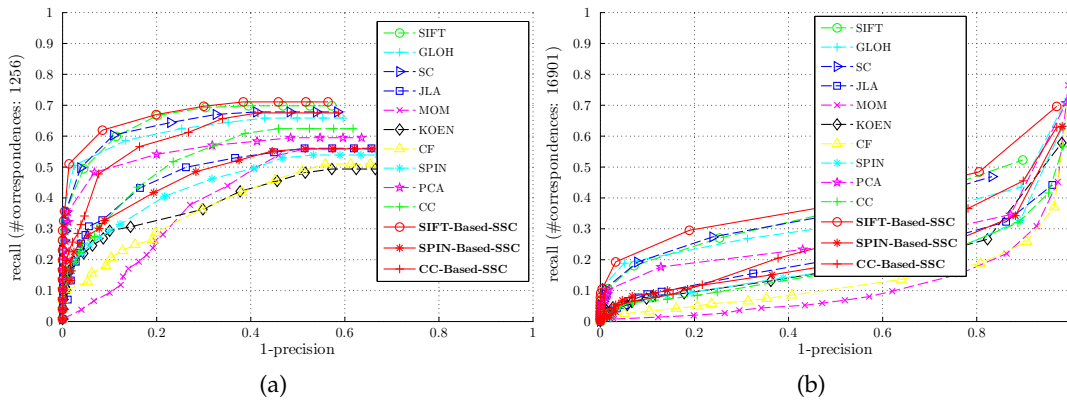 1
0.9
0.8
0.7
0.6
0.5
0.4
0.3
0.2
0.1
0
recall (#correspondences: 1256)
0 0.2 0.4 0.6 0.8 1
1-precision
SIFT
GLOH
SC
JLA
MOM
KOEN
CF
SPIN
PCA
CC
SIFT-Based-SSC
SPIN-Based-SSC
CC-Based-SSC
(a)
1
0.9
0.8
0.7
0.6
0.5
0.4
0.3
0.2
0.1
0
recall (#correspondences: 16901)
0 0.2 0.4 0.6 0.8
1-precision
SIFT
GLOH
SC
JLA
MOM
KOEN
CF
SPIN
PCA
CC
SIFT-Based-SSC
SPIN-Based-SSC
CC-Based-SSC
(b)